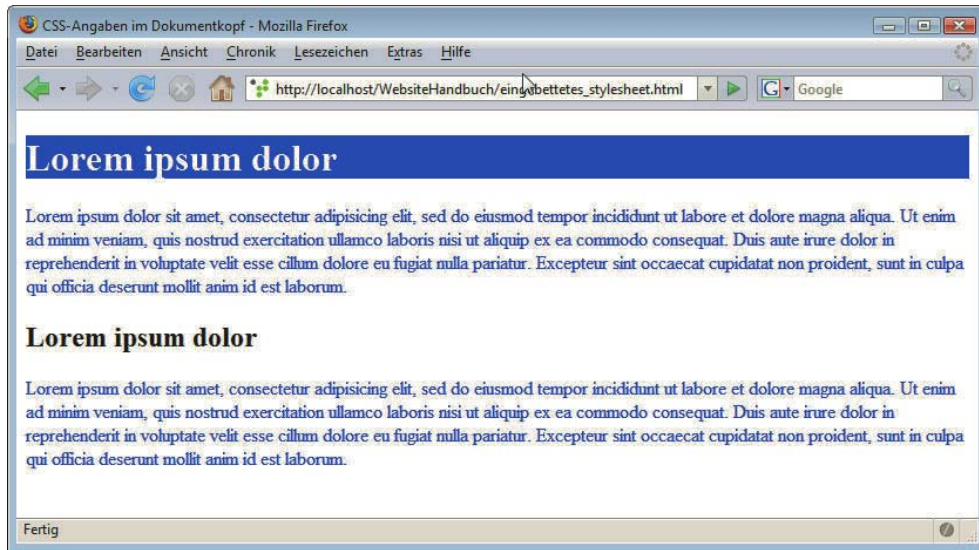 CSS-Angaben im Dokumentkopf - Mozilla Firefox
Datei Bearbeiten Ansicht Chronik Lesezeichen Extras Hilfe
http://localhost/WebsiteHandbuch/eingebettetes_stylesheet.html G Google
Lorem ipsum dolor
Lorem ipsum dolor sit amet, consectetur adipisicing elit, sed do eiusmod tempor incididunt ut labore et dolore magna aliqua. Ut enim
ad minim veniam, quis nostrud exercitation ullamco laboris nisi ut aliquip ex ea commodo consequat. Duis aute irure dolor in
reprehenderit in voluptate velit esse cillum dolore eu fugiat nulla pariatur. Excepteur sint occaecat cupidatat non proident, sunt in culpa
qui officia deserunt mollit anim id est laborum.
Lorem ipsum dolor
Lorem ipsum dolor sit amet, consectetur adipisicing elit, sed do eiusmod tempor incididunt ut labore et dolore magna aliqua. Ut enim
ad minim veniam, quis nostrud exercitation ullamco laboris nisi ut aliquip ex ea commodo consequat. Duis aute irure dolor in
reprehenderit in voluptate velit esse cillum dolore eu fugiat nulla pariatur. Excepteur sint occaecat cupidatat non proident, sunt in culpa
qui officia deserunt mollit anim id est laborum.
Fertig